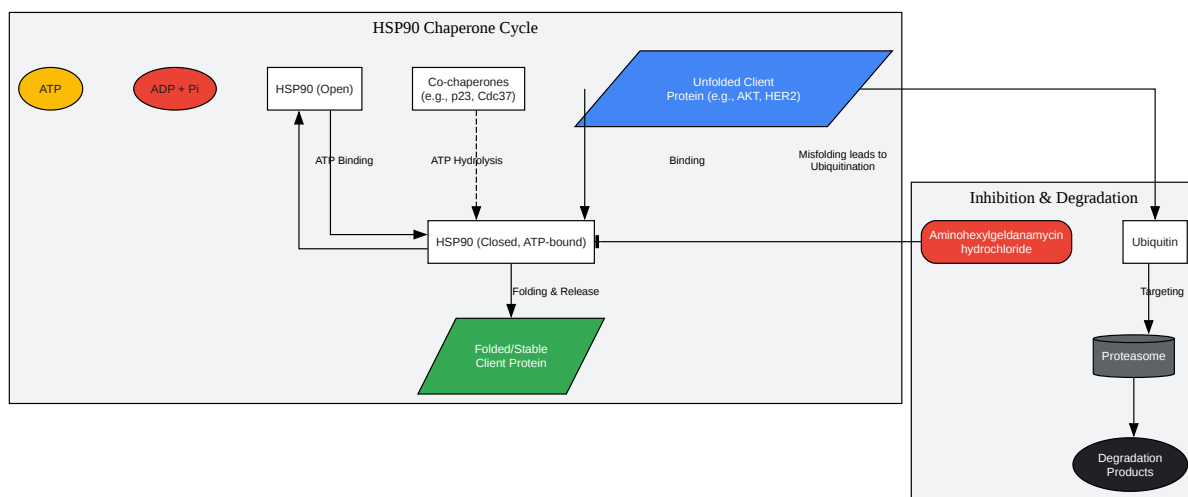 HSP90 Chaperone Cycle
ATP
ADP + Pi
HSP90 (Open)
Co-chaperones
(e.g., p23, Cdc37)
Unfolded Client
Protein (e.g., AKT, HER2)
ATP Binding
ATP Hydrolysis
Binding
Misfolding leads to
Ubiquitination
Inhibition & Degradation
HSP90 (Closed, ATP-bound)
Aminohexylgeldanamycin
hydrochloride
Ubiquitin
Folding & Release
Targeting
Folded/Stable
Client Protein
Proteasome
Degradation
Products